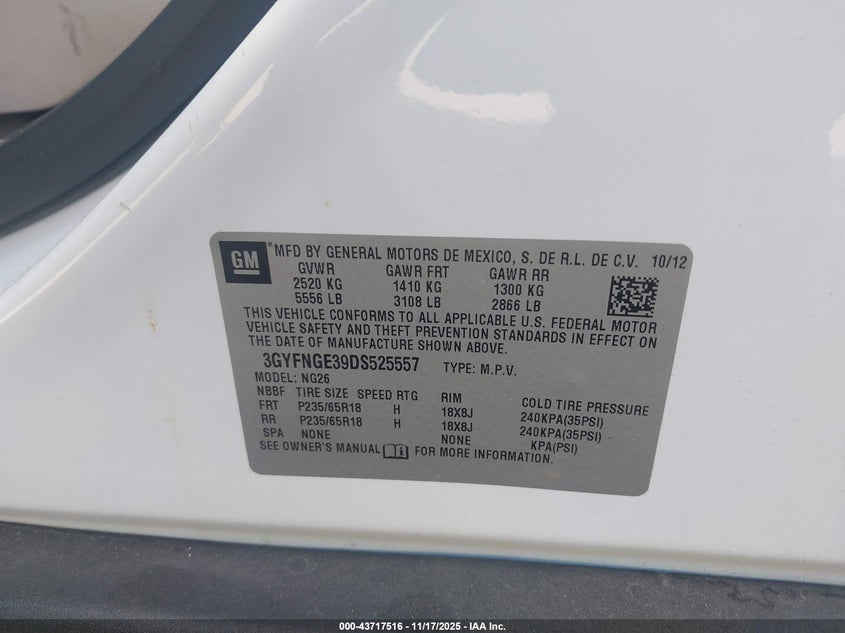 GM
® MFD BY GENERAL MOTORS DE MEXICO, S. DE R.L. DE C.V. 10/12
GVWR GAWR FRT GAWR RR
2520 KG 1410 KG 1300 KG
5556 LB 3108 LB 2866 LB
THIS VEHICLE CONFORMS TO ALL APPLICABLE U.S. FEDERAL MOTOR
VEHICLE SAFETY AND THEFT PREVENTION STANDARDS IN EFFECT ON
THE DATE OF MANUFACTURE SHOWN ABOVE.
3GYFNGE39DS525557 TYPE: M.P.V.
MODEL: NG26
NBBF TIRE SIZE SPEED RTG RIM COLD TIRE PRESSURE
FRT P235/65R18 H 18X8J 240KPA(35PSI)
RR P235/65R18 H 18X8J 240KPA(35PSI)
SPA NONE NONE KPA(PSI)
SEE OWNER'S MANUAL FOR MORE INFORMATION.
000-43717516 - 11/17/2025 - IAA Inc.